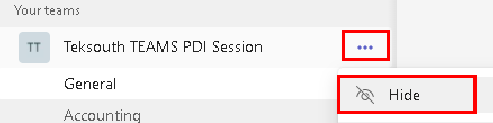 Your teams
TT Teksouth TEAMS PDI Session ...
General
Hide
Accounting